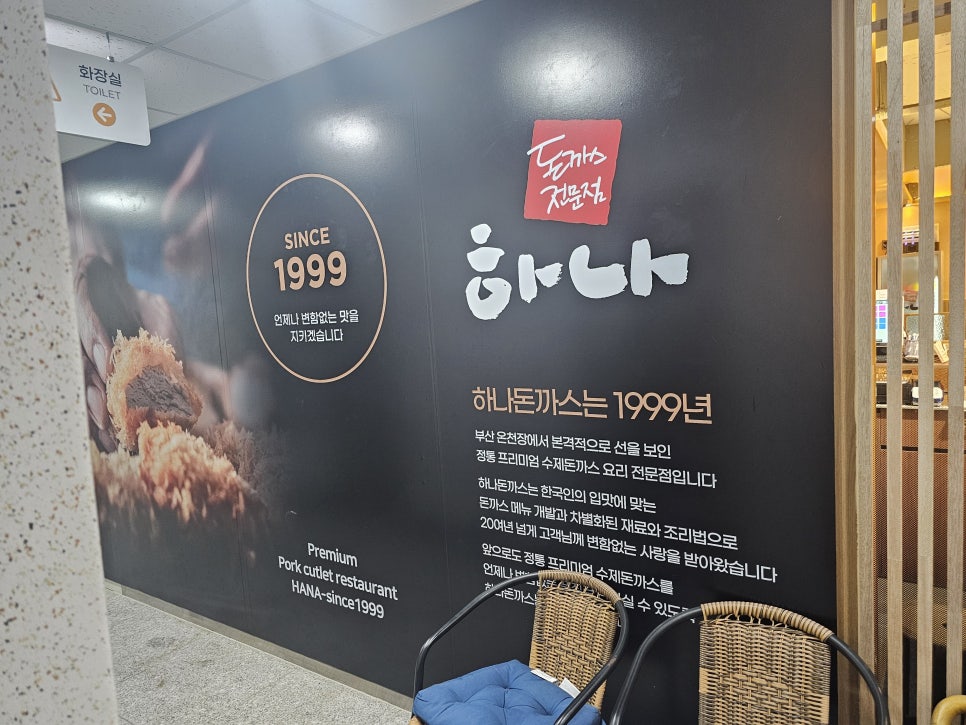 화장실
TOILET
SINCE
1999
언제나 변함없는 맛을
지키겠습니다
돈까스
전문점
하나
하나돈까스는 1999년
부산 온천장에서 본격적으로 선을 보인
정통 프리미엄 수제돈까스 요리 전문점입니다
하나돈까스는 한국인의 입맛에 맞는
돈까스 메뉴 개발과 차별화된 재료와 조리법으로
20여년 넘게 고객님께 변함없는 사랑을 받아왔습니다
앞으로도 정통 프리미엄 수제돈까스를
언제나
수 있도록
Premium
Pork cutlet restaurant
HANA-since1999